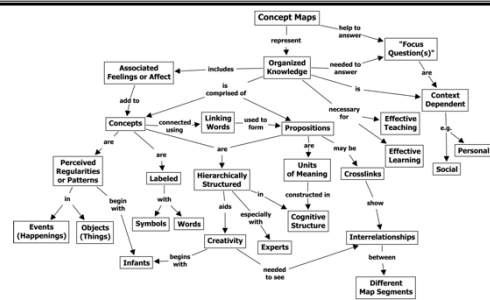 Concept Maps
help to
answer
represent
"Focus
Question(s)"
Associated
Feelings or Affect
includes
Organized
Knowledge
needed to
answer
are
is
comprised of
is
Context
Dependent
add to
necessary
for
Concepts
connected
using
Linking
Words
used to
form
Propositions
Effective
Teaching
e.g.
are
are
are
are
may be
Effective
Learning
Personal
Social
Perceived
Regularities
or Patterns
Labeled
Hierarchically
Structured
Units
of Meaning
Crosslinks
in
begin
with
with
aids
in
constructed in
show
especially
with
Events
(Happenings)
Objects
(Things)
Symbols
Words
Cognitive
Structure
Creativity
Experts
Interrelationships
Infants
begins
with
needed
to see
between
Different
Map Segments